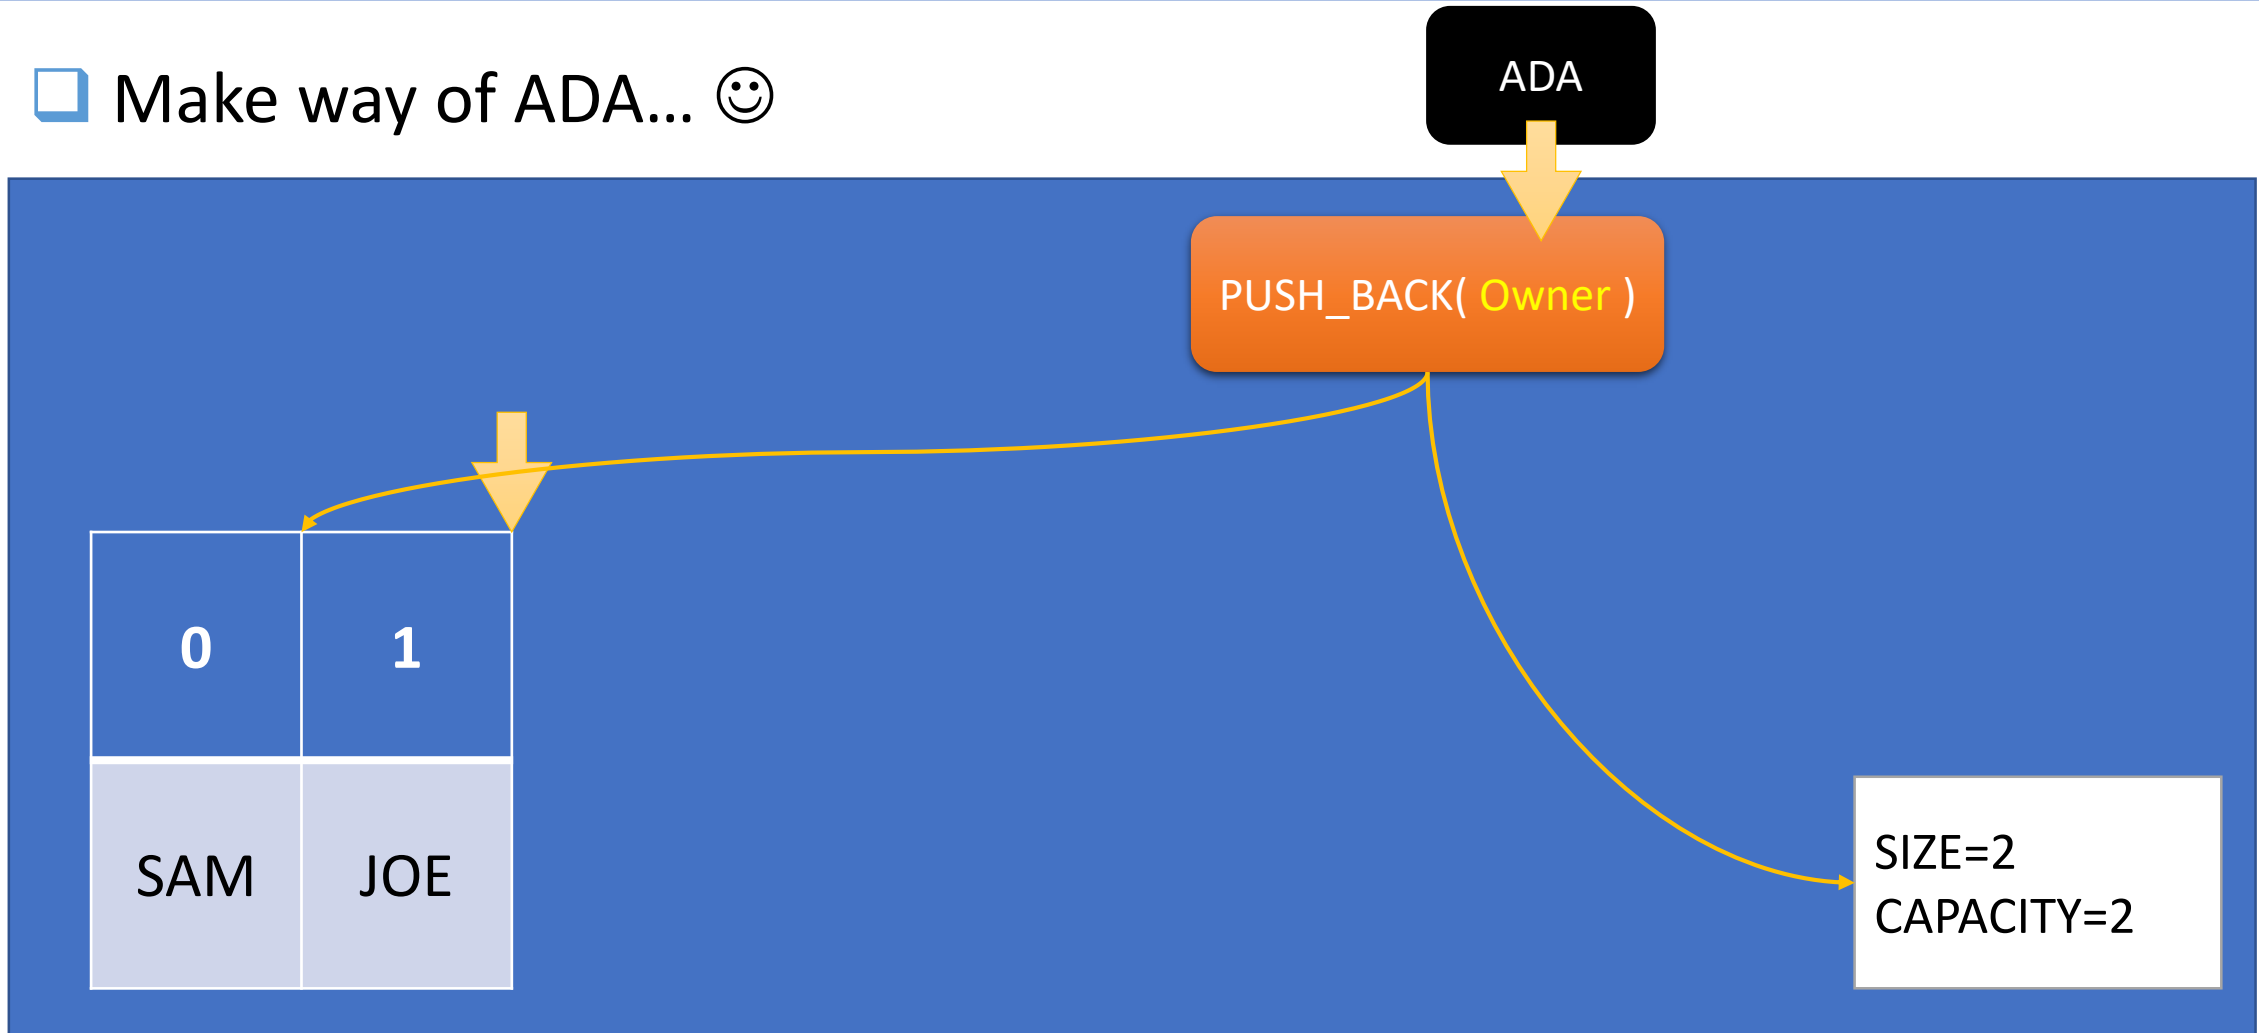 Make way of ADA... ☺
ADA
PUSH_BACK( Owner )
0 1
SAM JOE
SIZE=2
CAPACITY=2